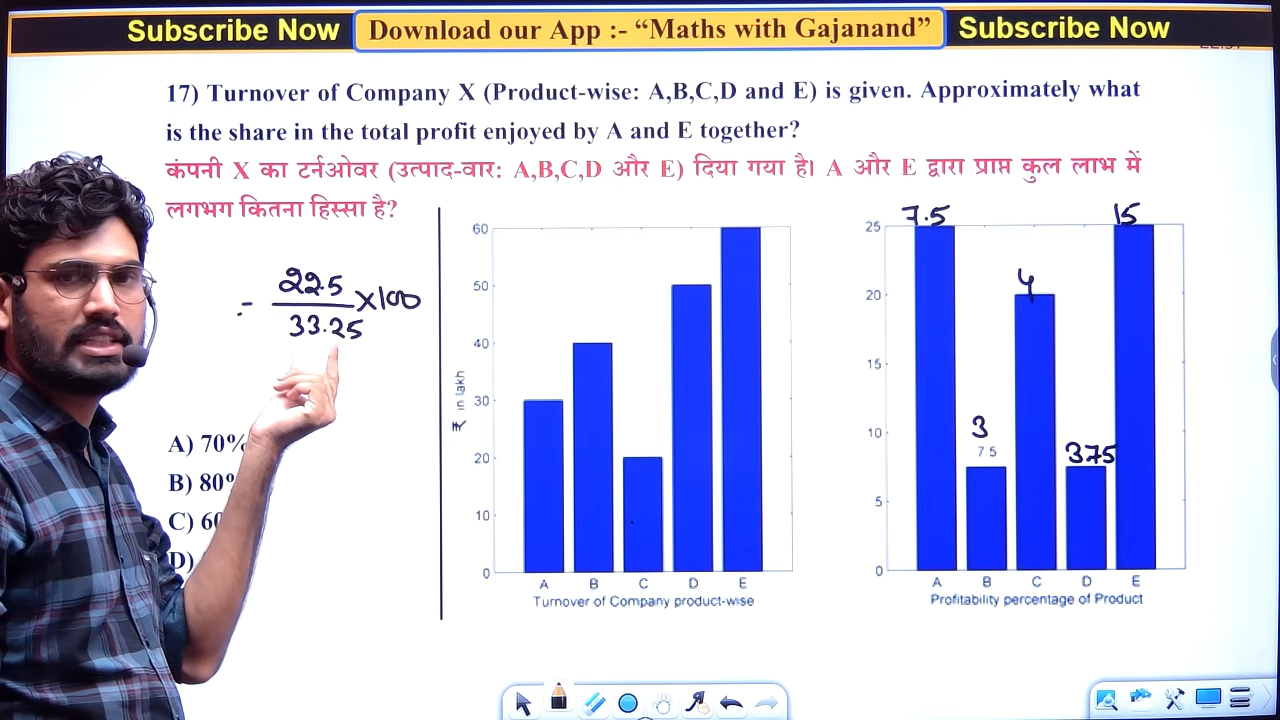 Subscribe Now Download our App :- “Maths with Gajanand” Subscribe Now
17) Turnover of Company X (Product-wise: A,B,C,D and E) is given. Approximately what
is the share in the total profit enjoyed by A and E together?
कंपनी X का टर्नओवर (उत्पाद-वार: A,B,C,D और E) दिया गया है। A और E द्वारा प्राप्त कुल लाभ में
लगभग कितना हिस्सा है?
= 22.5 / 33.25 ×100
A) 70%
B) 80%
C) 60
D)
60
50
40
30
20
10
0
₹ in lakh
A B C D E
Turnover of Company product-wise
7.5 3 4 375 15
7 5
25
20
15
10
5
0
A B C D E
Profitability percentage of Product